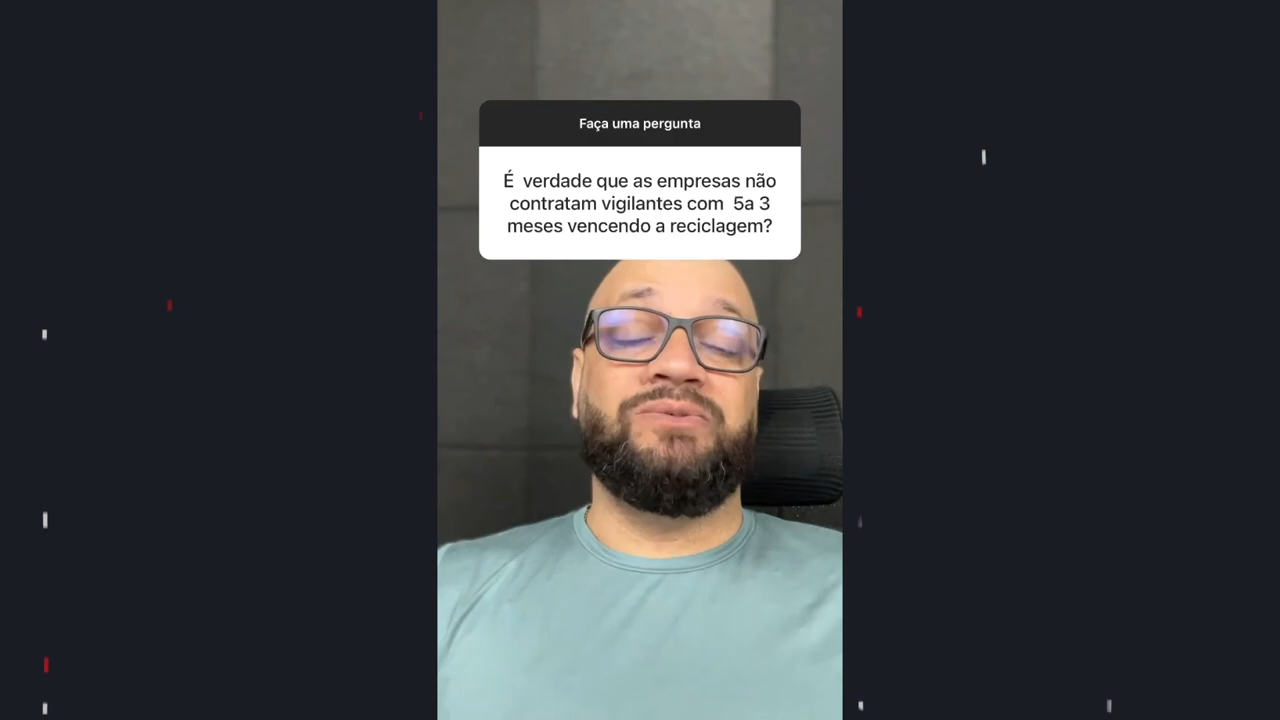 Faça uma pergunta
É  verdade que as empresas não
contratam vigilantes com  5a 3
meses vencendo a reciclagem?